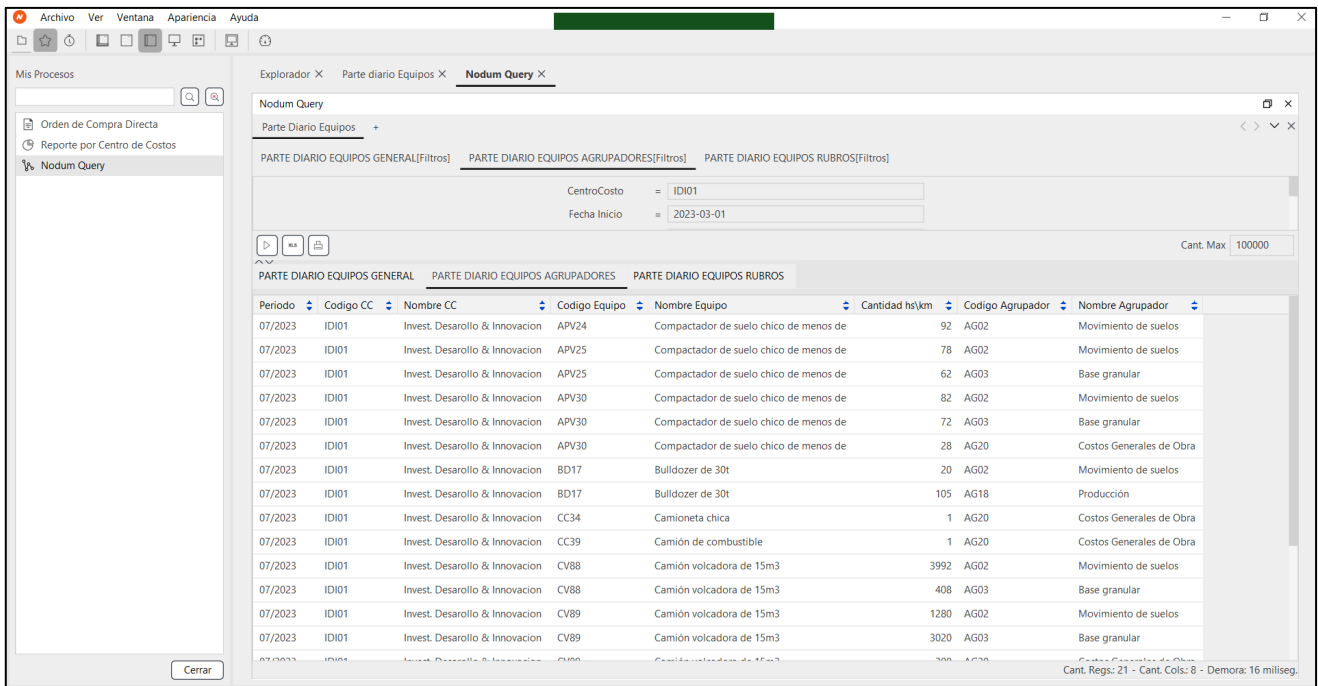 Archivo Ver Ventana Apariencia Ayuda
Mis Procesos
Orden de Compra Directa
Reporte por Centro de Costos
Nodum Query
Cerrar
Explorador Parte diario Equipos Nodum Query
Nodum Query
Parte Diario Equipos +
PARTE DIARIO EQUIPOS GENERAL[Filtros] PARTE DIARIO EQUIPOS AGRUPADORES[Filtros] PARTE DIARIO EQUIPOS RUBROS[Filtros]
CentroCosto = IDI01
Fecha Inicio = 2023-03-01
XLS Cant. Max 100000
PARTE DIARIO EQUIPOS GENERAL PARTE DIARIO EQUIPOS AGRUPADORES PARTE DIARIO EQUIPOS RUBROS
Periodo Codigo CC Nombre CC Codigo Equipo Nombre Equipo Cantidad hs\km Codigo Agrupador Nombre Agrupador
07/2023 IDI01 Invest. Desarollo & Innovacion APV24 Compactador de suelo chico de menos de 92 AG02 Movimiento de suelos
07/2023 IDI01 Invest. Desarollo & Innovacion APV25 Compactador de suelo chico de menos de 78 AG02 Movimiento de suelos
07/2023 IDI01 Invest. Desarollo & Innovacion APV25 Compactador de suelo chico de menos de 62 AG03 Base granular
07/2023 IDI01 Invest. Desarollo & Innovacion APV30 Compactador de suelo chico de menos de 82 AG02 Movimiento de suelos
07/2023 IDI01 Invest. Desarollo & Innovacion APV30 Compactador de suelo chico de menos de 72 AG03 Base granular
07/2023 IDI01 Invest. Desarollo & Innovacion APV30 Compactador de suelo chico de menos de 28 AG20 Costos Generales de Obra
07/2023 IDI01 Invest. Desarollo & Innovacion BD17 Bulldozer de 30t 20 AG02 Movimiento de suelos
07/2023 IDI01 Invest. Desarollo & Innovacion BD17 Bulldozer de 30t 105 AG18 Producción
07/2023 IDI01 Invest. Desarollo & Innovacion CC34 Camioneta chica 1 AG20 Costos Generales de Obra
07/2023 IDI01 Invest. Desarollo & Innovacion CC39 Camión de combustible 1 AG20 Costos Generales de Obra
07/2023 IDI01 Invest. Desarollo & Innovacion CV88 Camión volcadora de 15m3 3992 AG02 Movimiento de suelos
07/2023 IDI01 Invest. Desarollo & Innovacion CV88 Camión volcadora de 15m3 408 AG03 Base granular
07/2023 IDI01 Invest. Desarollo & Innovacion CV89 Camión volcadora de 15m3 1280 AG02 Movimiento de suelos
07/2023 IDI01 Invest. Desarollo & Innovacion CV89 Camión volcadora de 15m3 3020 AG03 Base granular
Cant. Regs.: 21 - Cant. Cols.: 8 - Demora: 16 miliseg.